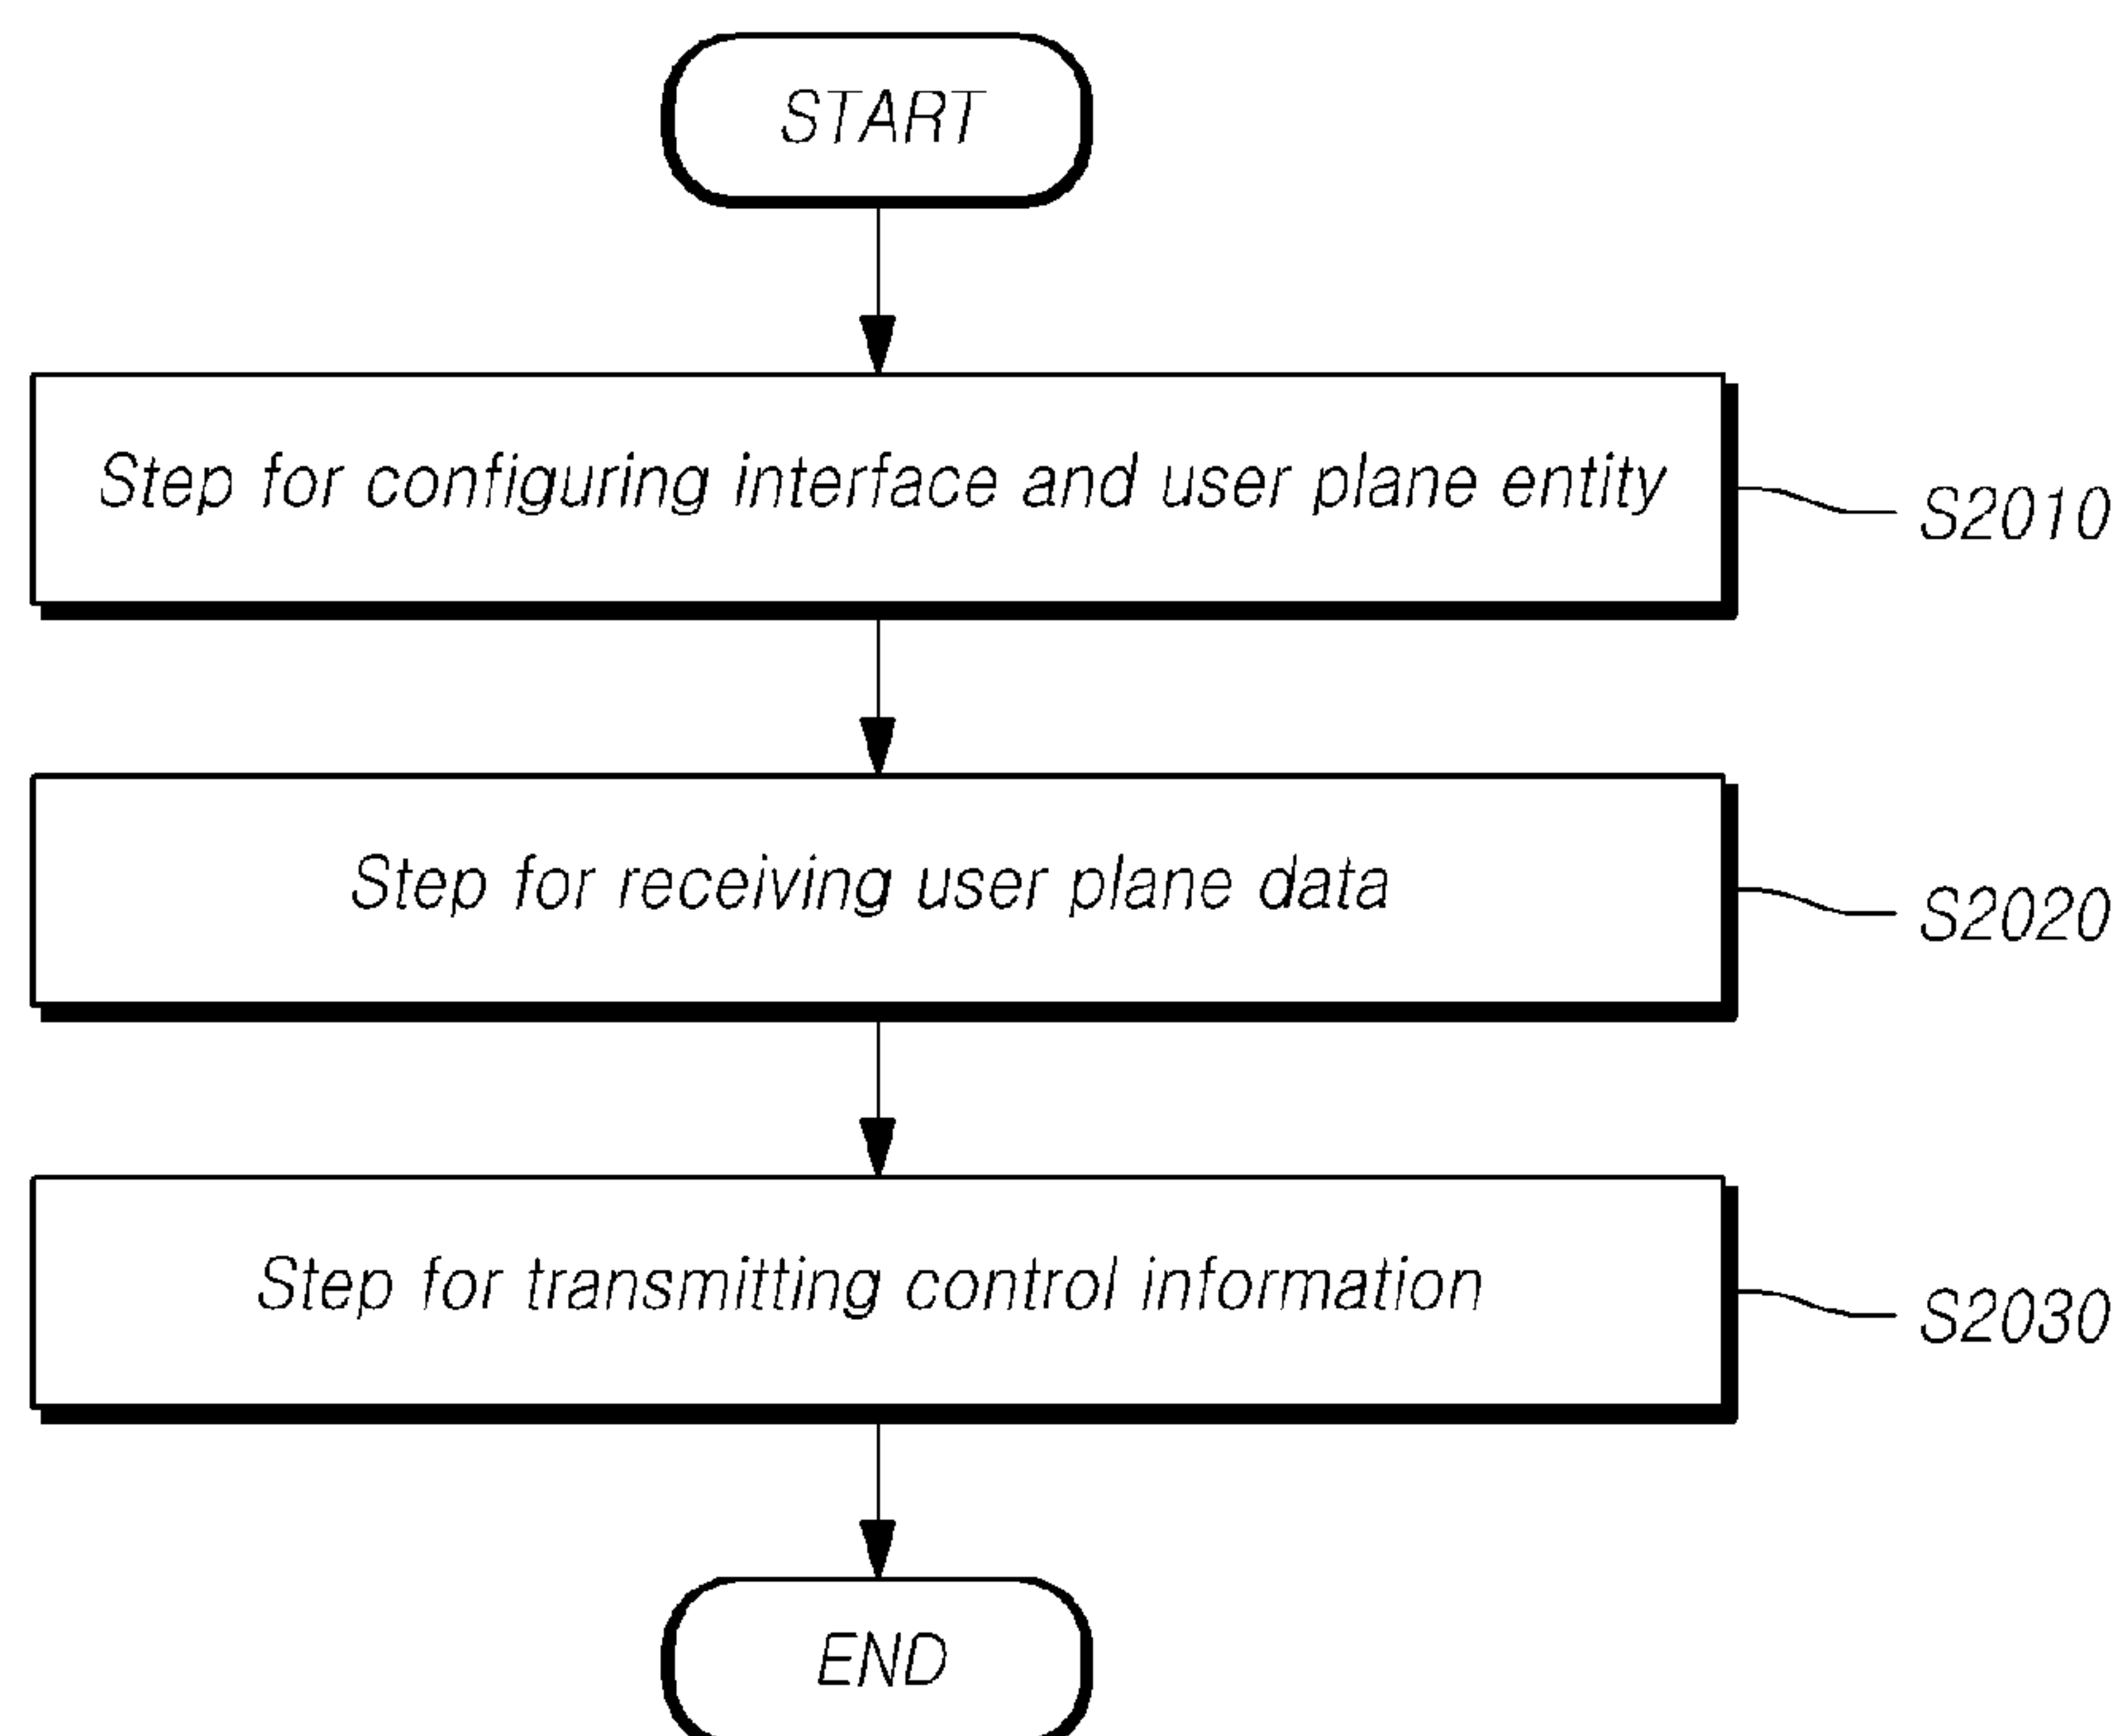 START
Step for configuring interface and user plane entity
S2010
Step for receiving user plane data
S2020
Step for transmitting control information
S2030
END